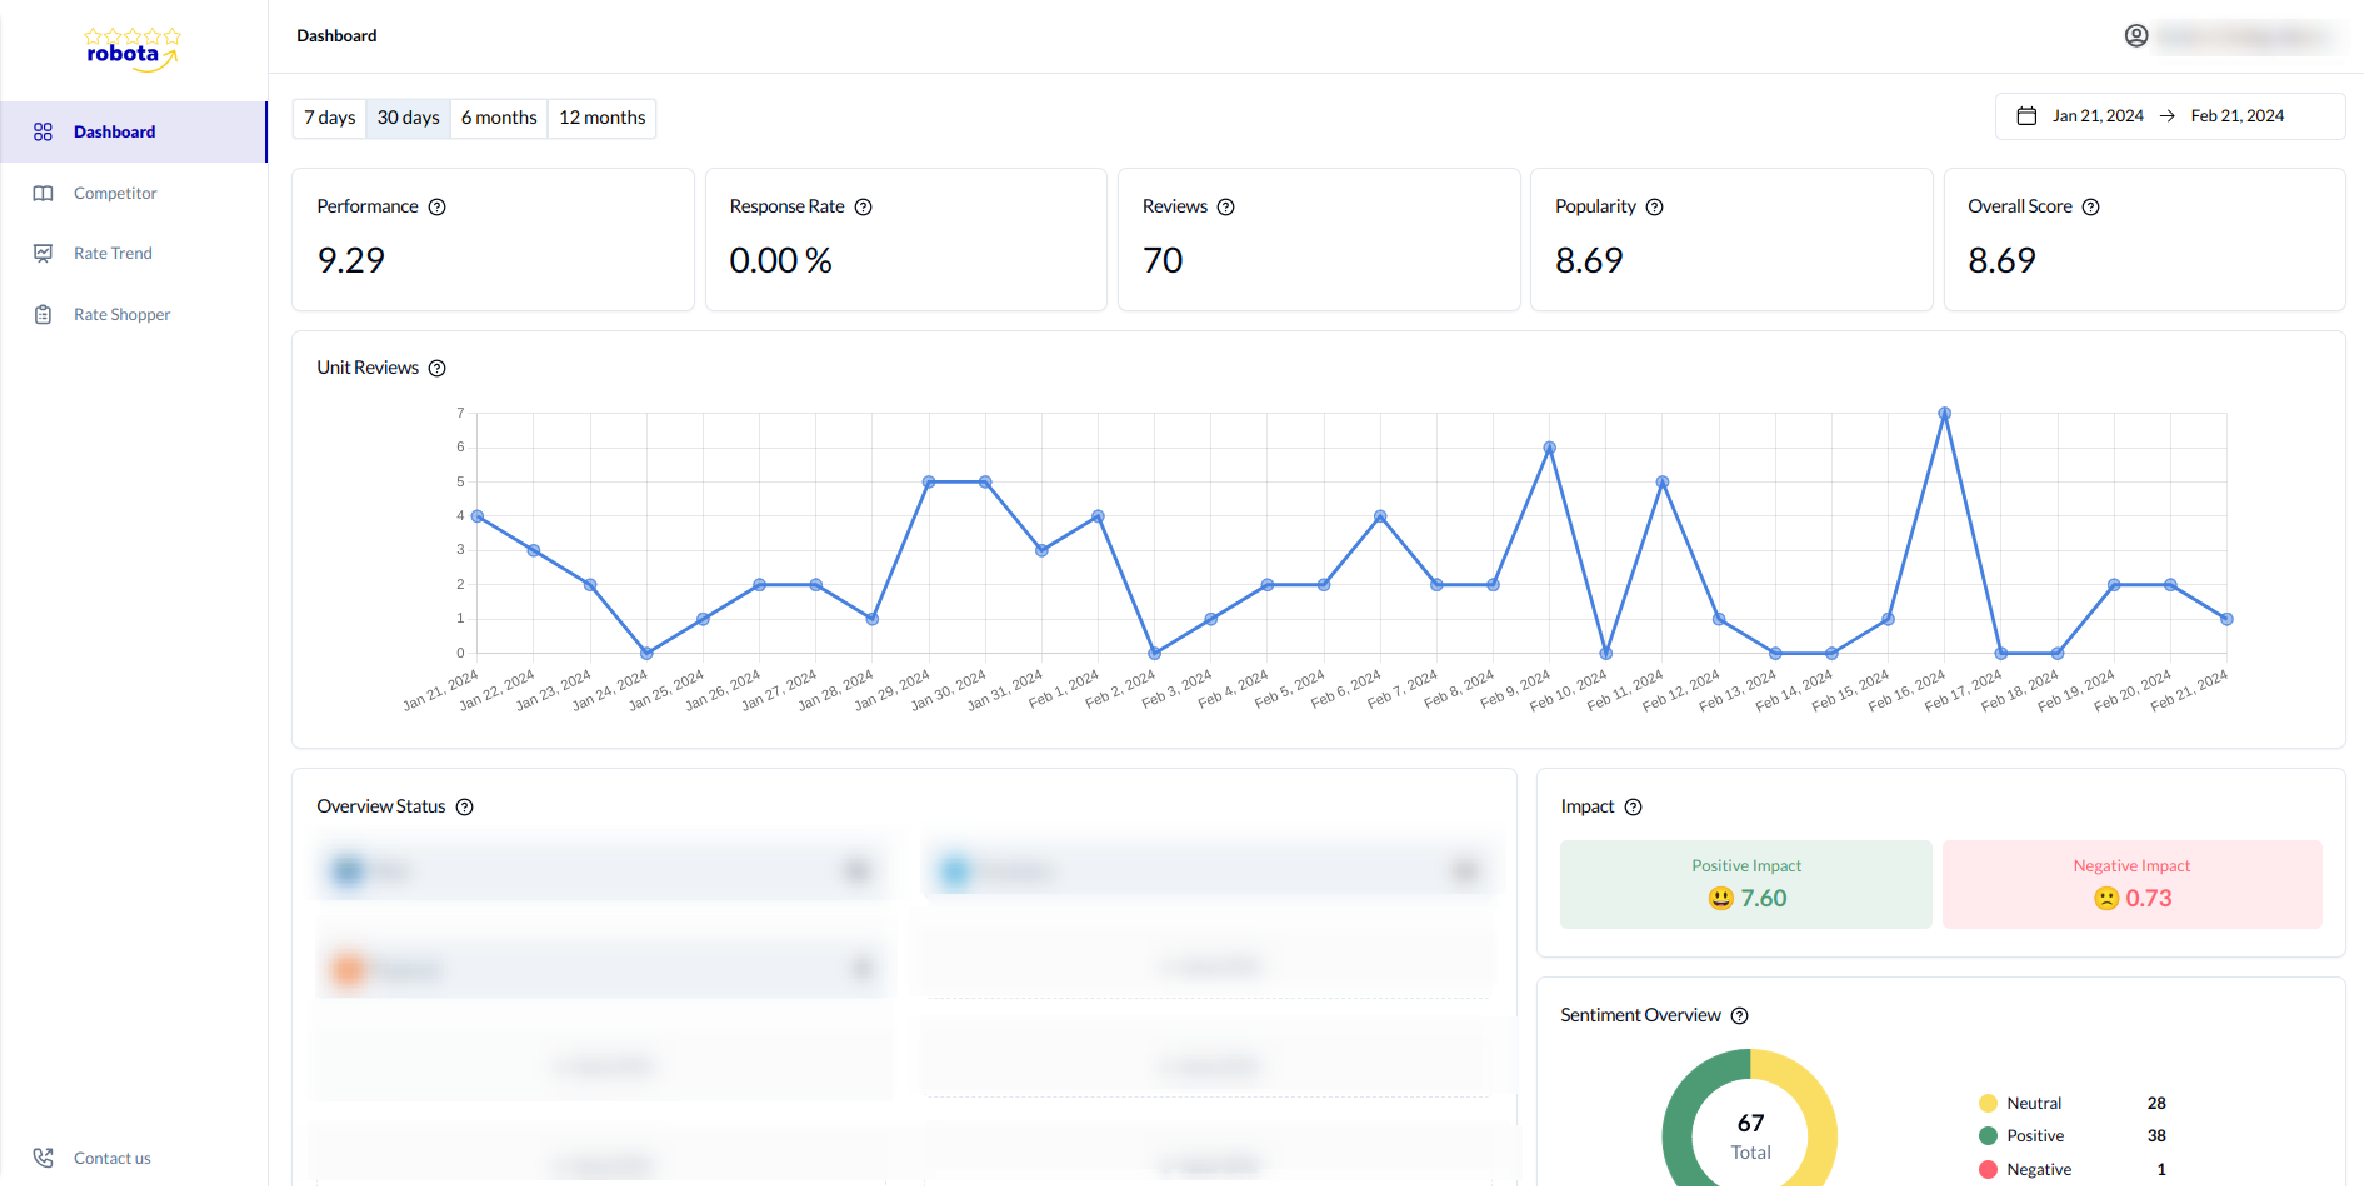 robota
Dashboard
Dashboard
Competitor
Rate Trend
Rate Shopper
Contact us
7 days
30 days
6 months
12 months
Jan 21, 2024 → Feb 21, 2024
Performance
9.29
Response Rate
0.00 %
Reviews
70
Popularity
8.69
Overall Score
8.69
Unit Reviews
7
6
5
4
3
2
1
0
Jan 21, 2024
Jan 22, 2024
Jan 23, 2024
Jan 24, 2024
Jan 25, 2024
Jan 26, 2024
Jan 27, 2024
Jan 28, 2024
Jan 29, 2024
Jan 30, 2024
Jan 31, 2024
Feb 1, 2024
Feb 2, 2024
Feb 3, 2024
Feb 4, 2024
Feb 5, 2024
Feb 6, 2024
Feb 7, 2024
Feb 8, 2024
Feb 9, 2024
Feb 10, 2024
Feb 11, 2024
Feb 12, 2024
Feb 13, 2024
Feb 14, 2024
Feb 15, 2024
Feb 16, 2024
Feb 17, 2024
Feb 18, 2024
Feb 19, 2024
Feb 20, 2024
Feb 21, 2024
Overview Status
Impact
Positive Impact
7.60
Negative Impact
0.73
Sentiment Overview
67
Total
Neutral 28
Positive 38
Negative 1